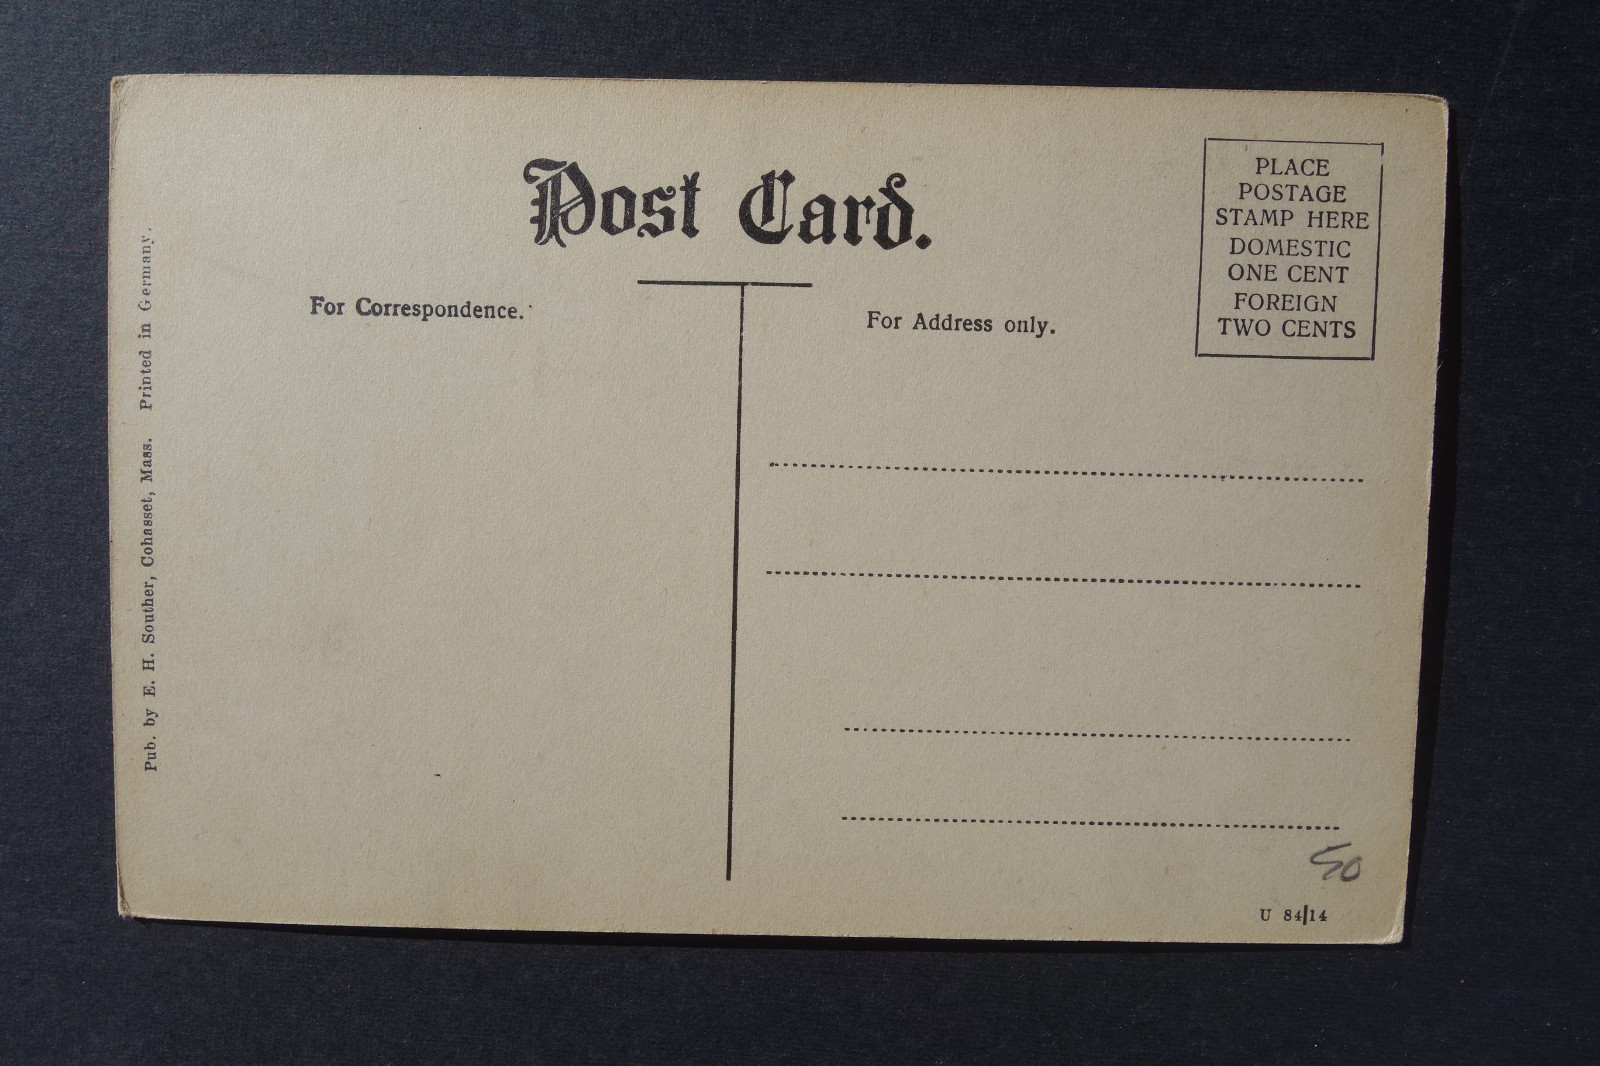 Post Card.
PLACE
POSTAGE
STAMP HERE
DOMESTIC
ONE CENT
FOREIGN
TWO CENTS
For Correspondence.
For Address only.
Pub. by E. H. Souther, Cohasset, Mass. Printed in Germany.
50
U 84|14